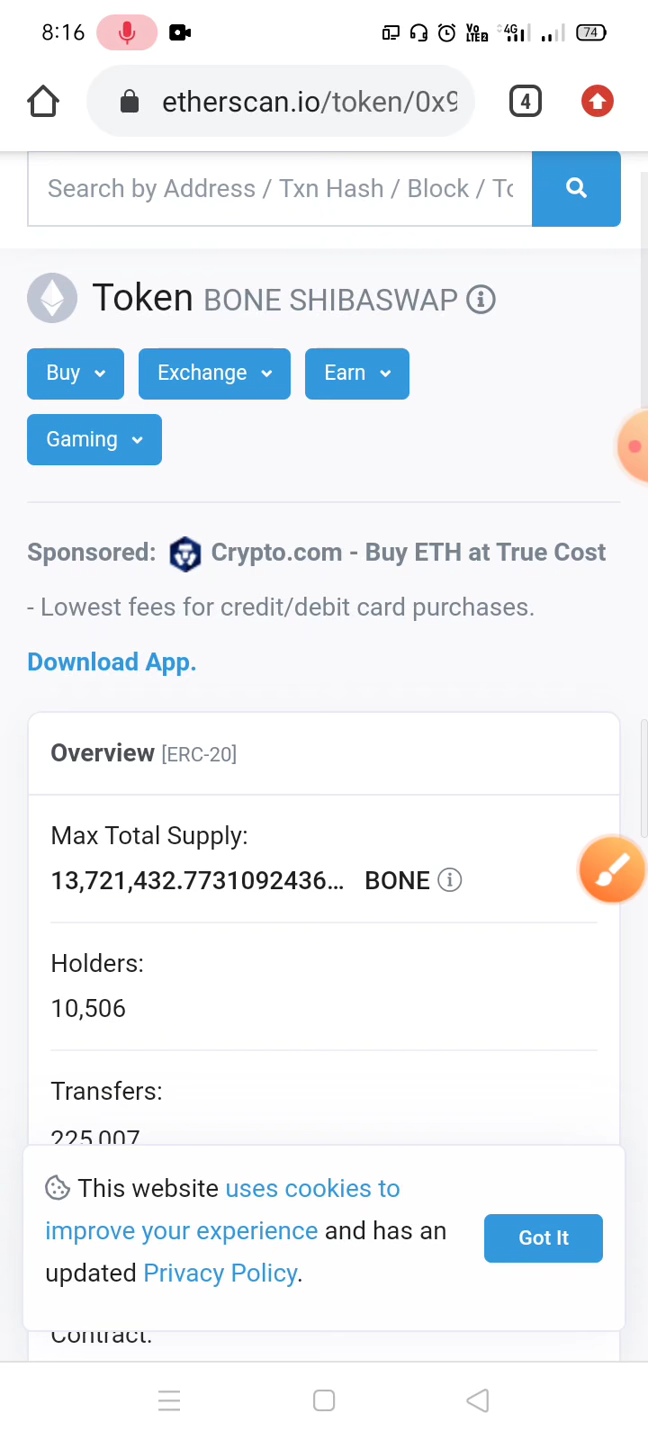 8:16 Vo LTE2 4G 74
etherscan.io/token/0x9 4
Search by Address / Txn Hash / Block / To
Token BONE SHIBASWAP
Buy Exchange Earn
Gaming
Sponsored: Crypto.com - Buy ETH at True Cost
- Lowest fees for credit/debit card purchases.
Download App.
Overview [ERC-20]
Max Total Supply:
13,721,432.7731092436... BONE
Holders:
10,506
Transfers:
225,007
This website uses cookies to
improve your experience and has an
updated Privacy Policy.
Got It
Contract: